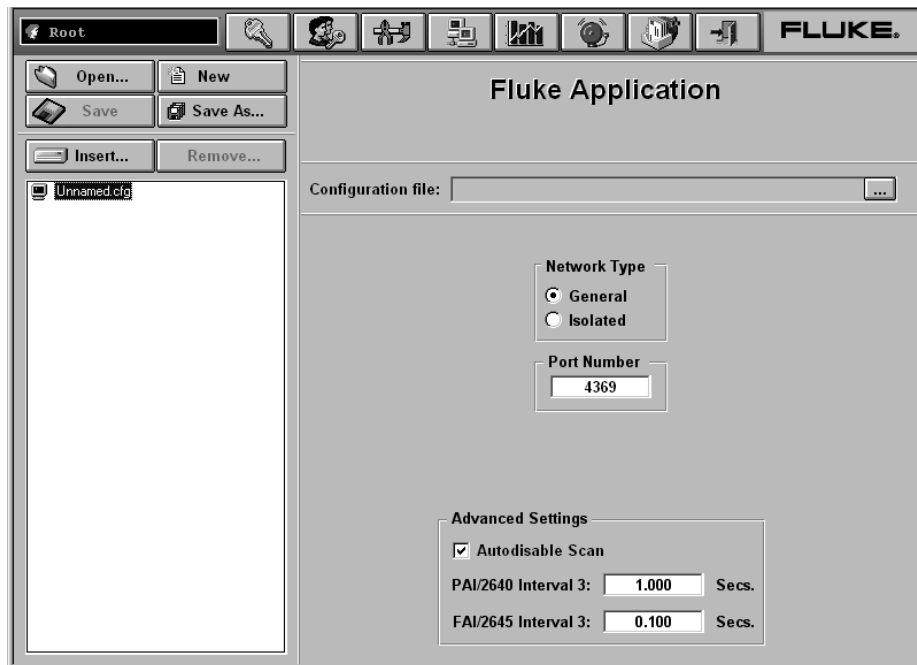 Root
FLUKE®
Open...
New
Save
Save As...
Insert...
Remove...
Unnamed.cfg
Fluke Application
Configuration file:
...
Network Type
General
Isolated
Port Number
4369
Advanced Settings
Autodisable Scan
PAI/2640 Interval 3: 1.000 Secs.
FAI/2645 Interval 3: 0.100 Secs.